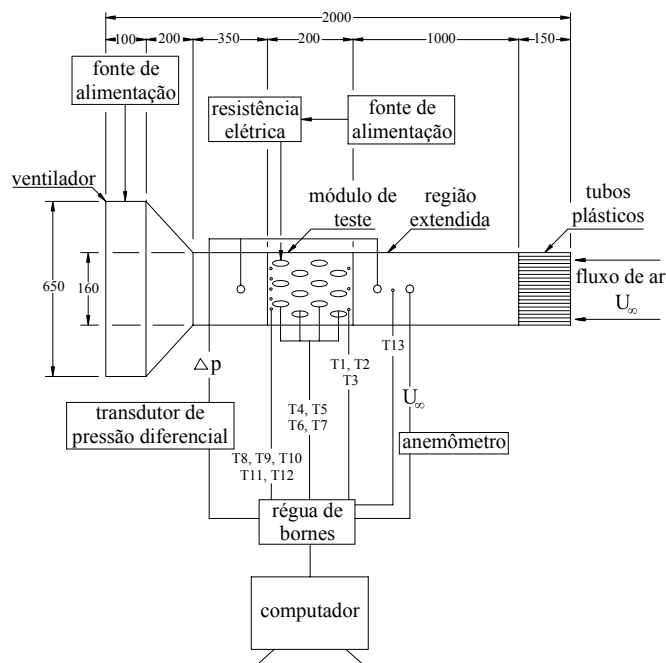 2000
100
200
350
200
1000
150
fonte de
alimentação
resistência
elétrica
fonte de
alimentação
ventilador
módulo de
teste
região
extendida
tubos
plásticos
650
160
fluxo de ar
U∞
T13
△p
T1, T2
T3
U∞
T4, T5
T6, T7
transdutor de
pressão diferencial
anemômetro
T8, T9, T10
T11, T12
régua de
bornes
computador